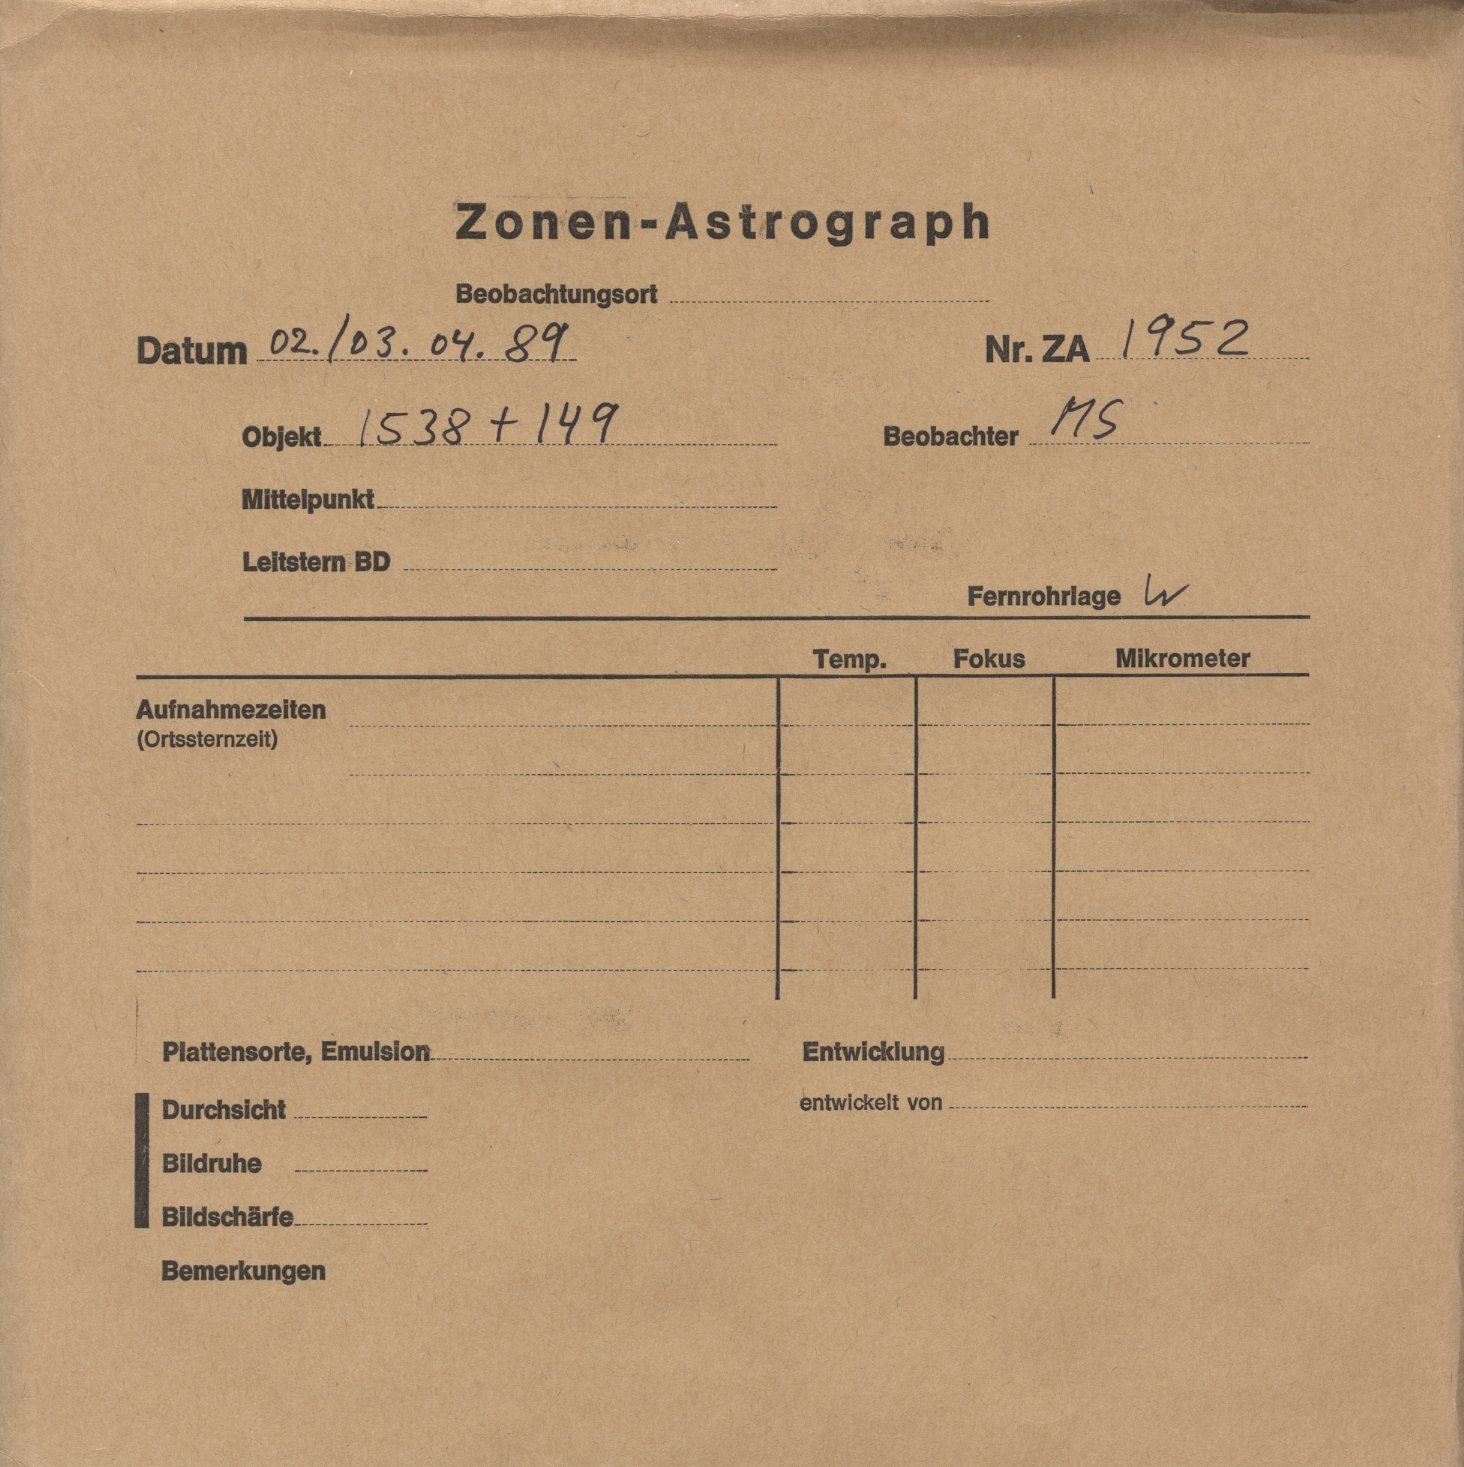 Zonen-Astrograph
Beobachtungsort
Datum 02./03. 04. 89 Nr. ZA 1952
Objekt 1538 + 149 Beobachter MS
Mittelpunkt
Leitstern BD
Fernrohrlage W
Temp. Fokus Mikrometer
Aufnahmezeiten
(Ortssternzeit)
Plattensorte, Emulsion Entwicklung
Durchsicht entwickelt von
Bildruhe
Bildschärfe
Bemerkungen